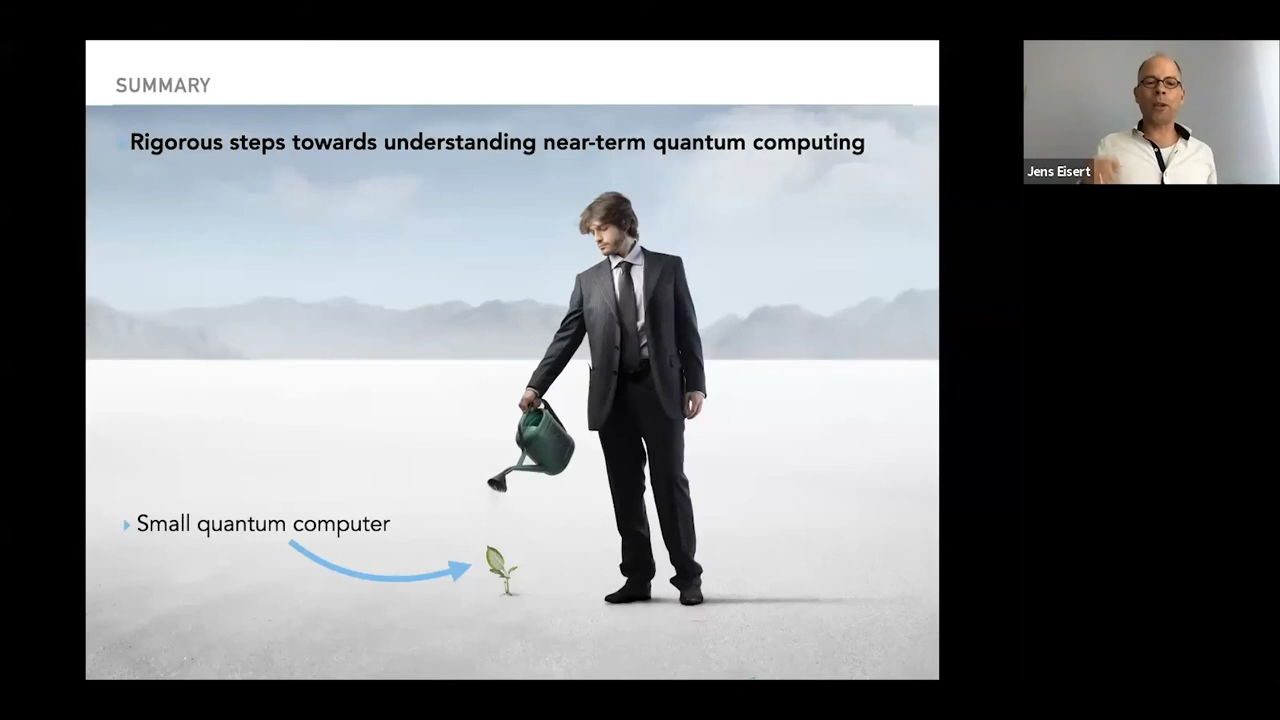 SUMMARY
Rigorous steps towards understanding near-term quantum computing
Jens Eisert
Small quantum computer